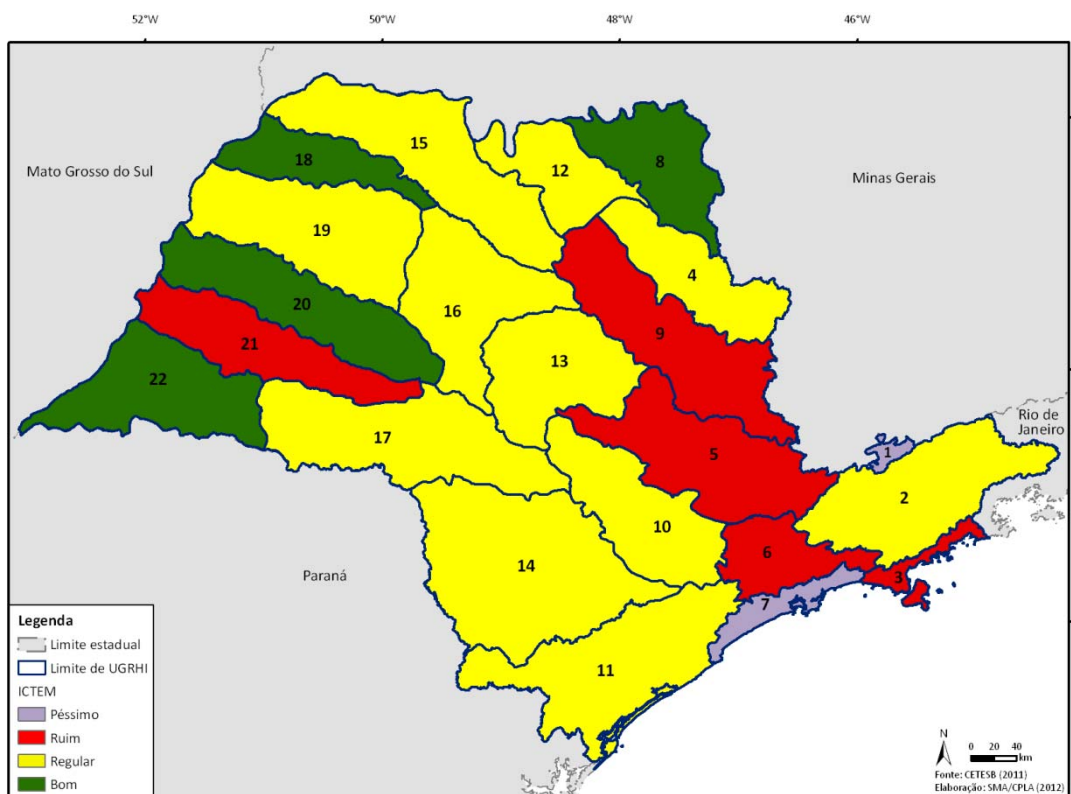 52°W 50°W 48°W 46°W
Mato Grosso do Sul
Minas Gerais
Rio de
Janeiro
Paraná
15
18
12
8
19
4
20
16
9
21
13
22
17
5
1
2
10
6
14
3
7
11
Legenda
Limite estadual
Limite de UGRHI
ICTEM
Péssimo
Ruim
Regular
Bom
N
0 20 40
km
Fonte: CETESB (2011)
Elaboração: SMA/CPLA (2012)